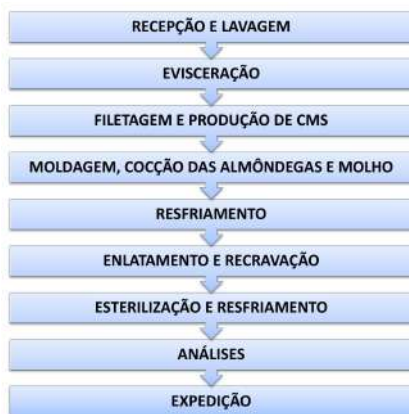 RECEPÇÃO E LAVAGEM
EVISCERAÇÃO
FILETAGEM E PRODUÇÃO DE CMS
MOLDAGEM, COCÇÃO DAS ALMÔNDEGAS E MOLHO
RESFRIAMENTO
ENLATAMENTO E RECRAVAÇÃO
ESTERILIZAÇÃO E RESFRIAMENTO
ANÁLISES
EXPEDIÇÃO